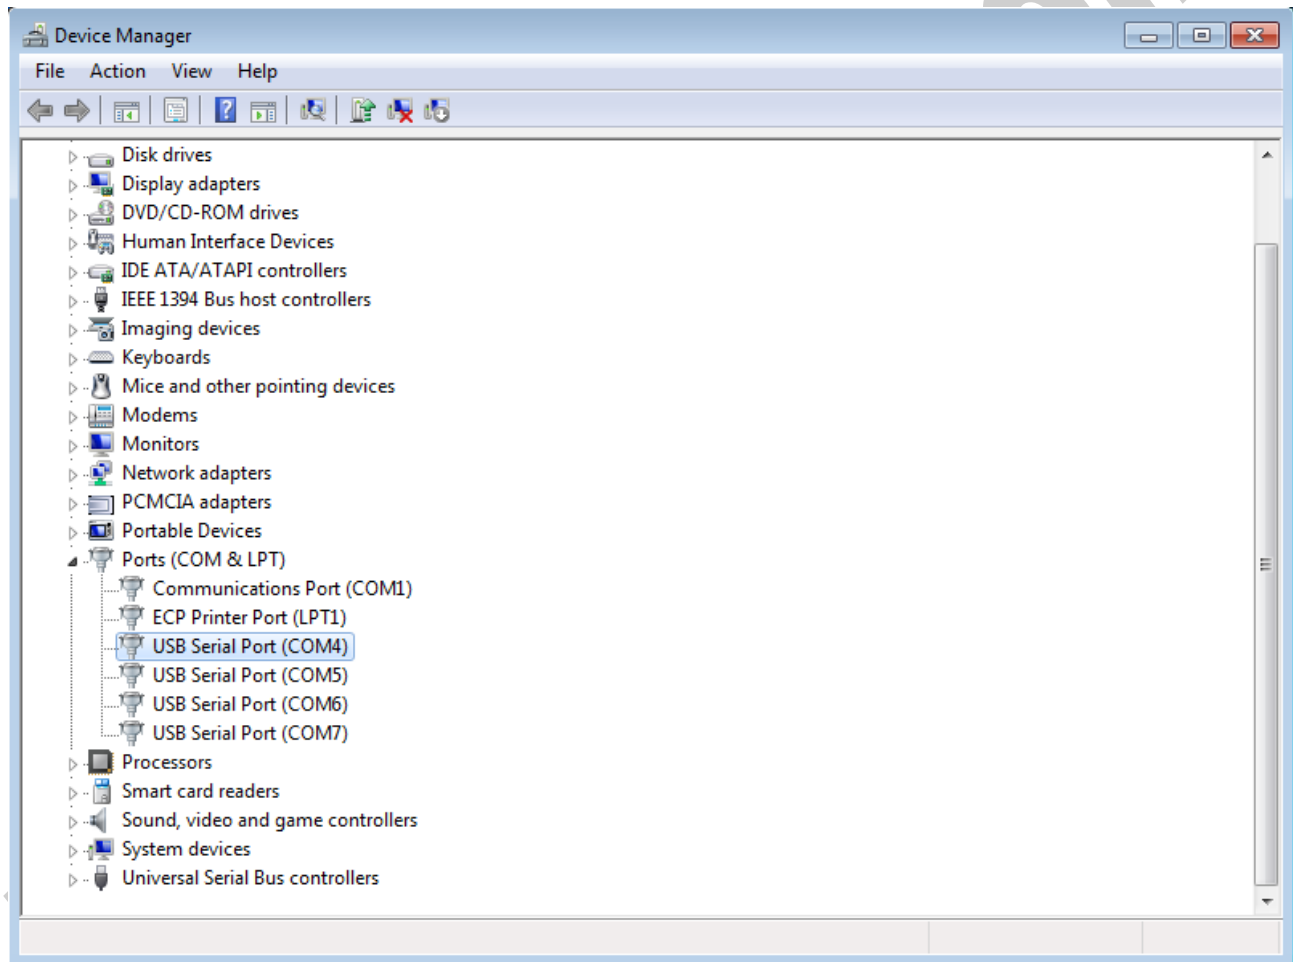 Device Manager
File Action View Help
Disk drives
Display adapters
DVD/CD-ROM drives
Human Interface Devices
IDE ATA/ATAPI controllers
IEEE 1394 Bus host controllers
Imaging devices
Keyboards
Mice and other pointing devices
Modems
Monitors
Network adapters
PCMCIA adapters
Portable Devices
Ports (COM & LPT)
Communications Port (COM1)
ECP Printer Port (LPT1)
USB Serial Port (COM4)
USB Serial Port (COM5)
USB Serial Port (COM6)
USB Serial Port (COM7)
Processors
Smart card readers
Sound, video and game controllers
System devices
Universal Serial Bus controllers